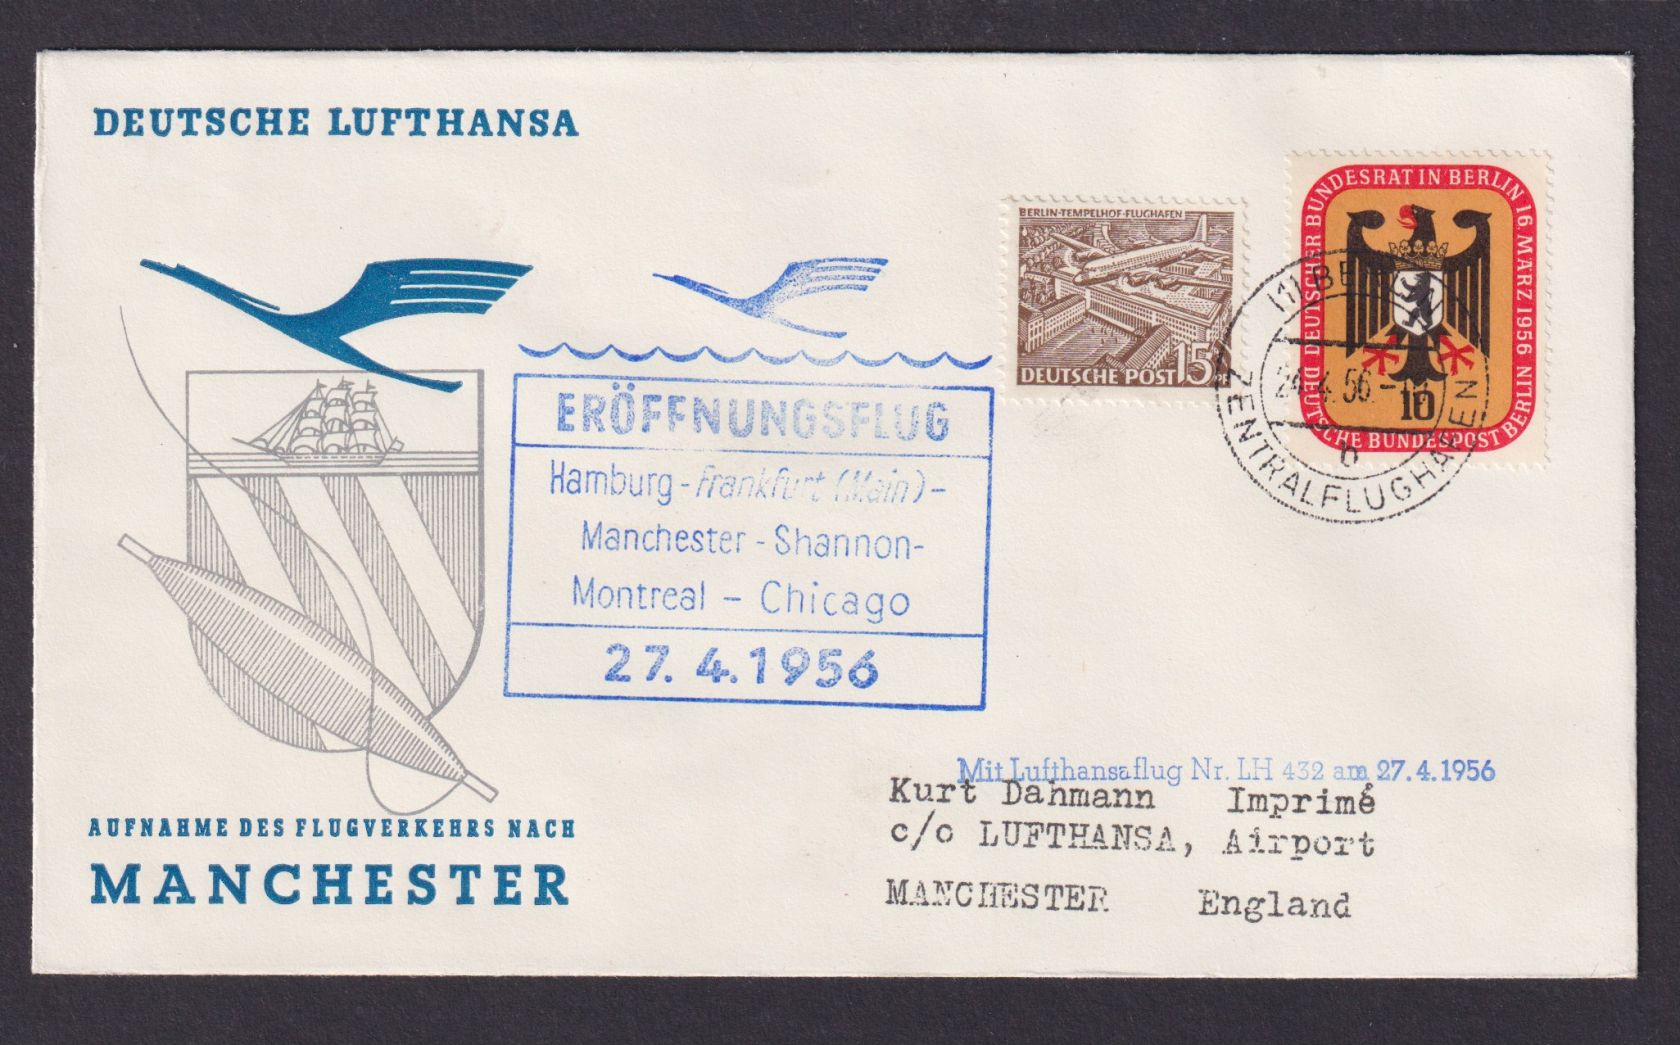 DEUTSCHE LUFTHANSA
BERLIN-TEMPELHOF-FLUGHAFEN
15
DEUTSCHE POST
DEUTSCHER BUNDESRAT IN BERLIN 16. MÄRZ 1956
DEUTSCHE BUNDESPOST BERLIN
10
ZENTRALFLUGHAFEN
b
ERÖFFNUNGSFLUG
Hamburg - Frankfurt (Main) -
Manchester - Shannon -
Montreal - Chicago
27. 4. 1956
Mit Lufthansaflug Nr. LH 432 am 27.4.1956
Kurt Dahmann Imprimé
c/o LUFTHANSA, Airport
MANCHESTER England
AUFNAHME DES FLUGVERKEHRS NACH
MANCHESTER